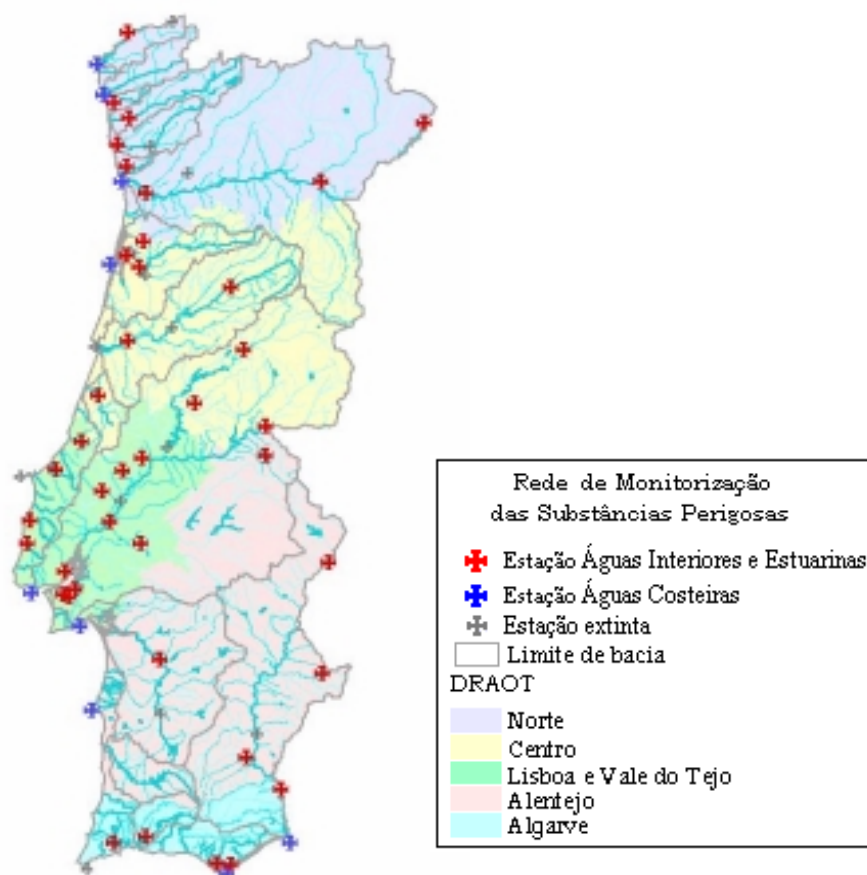 Rede de Monitorização
das Substâncias Perigosas
Estação Águas Interiores e Estuarinas
Estação Águas Costeiras
Estação extinta
Limite de bacia
DRAOT
Norte
Centro
Lisboa e Vale do Tejo
Alentejo
Algarve